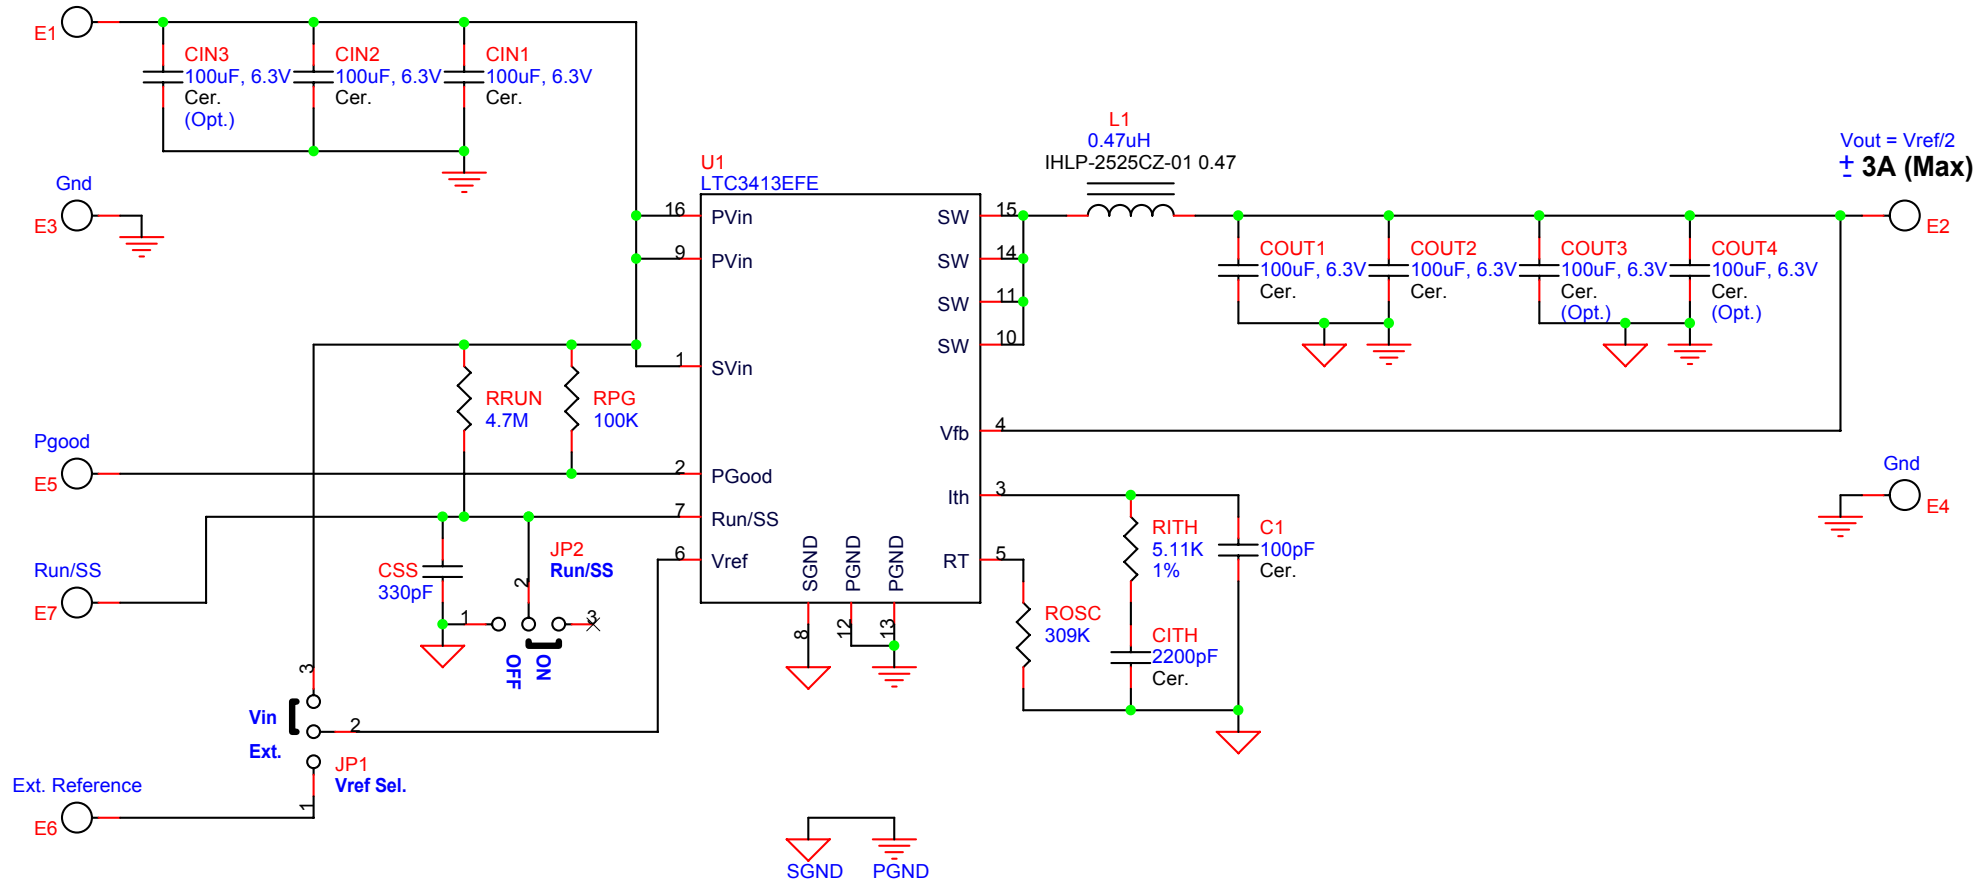 E1
CIN3
100uF, 6.3V
Cer.
(Opt.)
CIN2
100uF, 6.3V
Cer.
CIN1
100uF, 6.3V
Cer.
Gnd
E3
U1
LTC3413EFE
16 PVin
9 PVin
1 SVin
2 PGood
7 Run/SS
6 Vref
SW 15
SW 14
SW 11
SW 10
Vfb 4
Ith 3
RT 5
SGND
PGND
PGND
8
12
13
L1
0.47uH
IHLP-2525CZ-01 0.47
Vout = Vref/2
± 3A (Max)
E2
COUT1
100uF, 6.3V
Cer.
COUT2
100uF, 6.3V
Cer.
COUT3
100uF, 6.3V
Cer.
(Opt.)
COUT4
100uF, 6.3V
Cer.
(Opt.)
RRUN
4.7M
RPG
100K
Pgood
E5
Gnd
E4
Run/SS
E7
CSS
330pF
JP2
Run/SS
1
2
3
OFF
ON
RITH
5.11K
1%
C1
100pF
Cer.
ROSC
309K
CITH
2200pF
Cer.
3
Vin
2
Ext.
JP1
Vref Sel.
1
Ext. Reference
E6
SGND
PGND